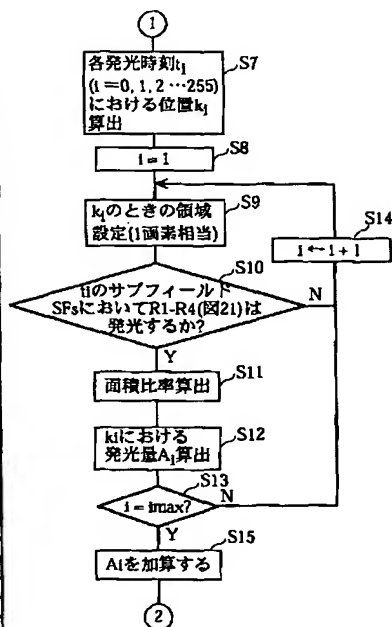 1
各発光時刻ti
(i=0, 1, 2 …255)
における位置ki
算出
S7
i = 1
S8
kiのときの領域
設定(1画素相当)
S9
S14
i ← i + 1
S10
tiのサブフィールド
SFsにおいてR1-R4(図21)は
発光するか?
N
Y
面積比率算出
S11
kiにおける
発光量Ai算出
S12
S13
i = imax?
N
Y
Aiを加算する
S15
2